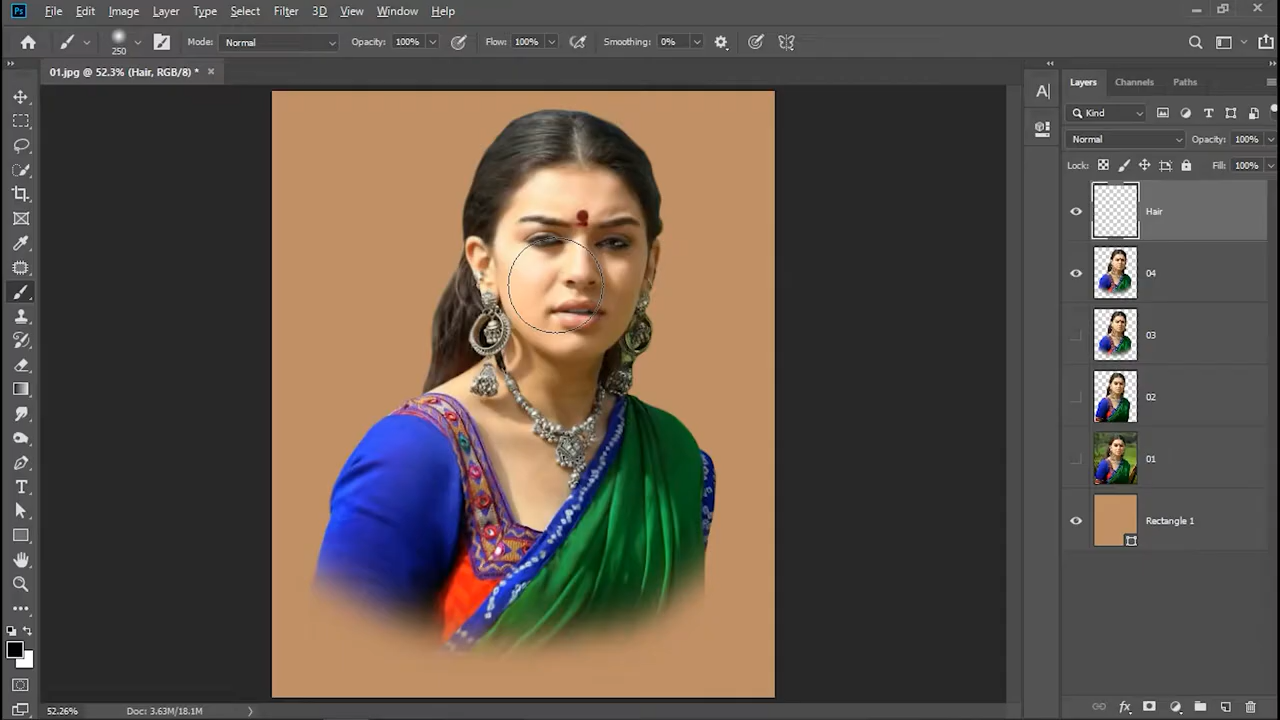 Ps File Edit Image Layer Type Select Filter 3D View Window Help
250 Mode: Normal Opacity: 100% Flow: 100% Smoothing: 0%
01.jpg @ 52.3% (Hair, RGB/8) *
Layers Channels Paths
Kind
Normal Opacity: 100%
Lock: Fill: 100%
Hair
04
03
02
01
Rectangle 1
52.26% Doc: 3.63M/18.1M